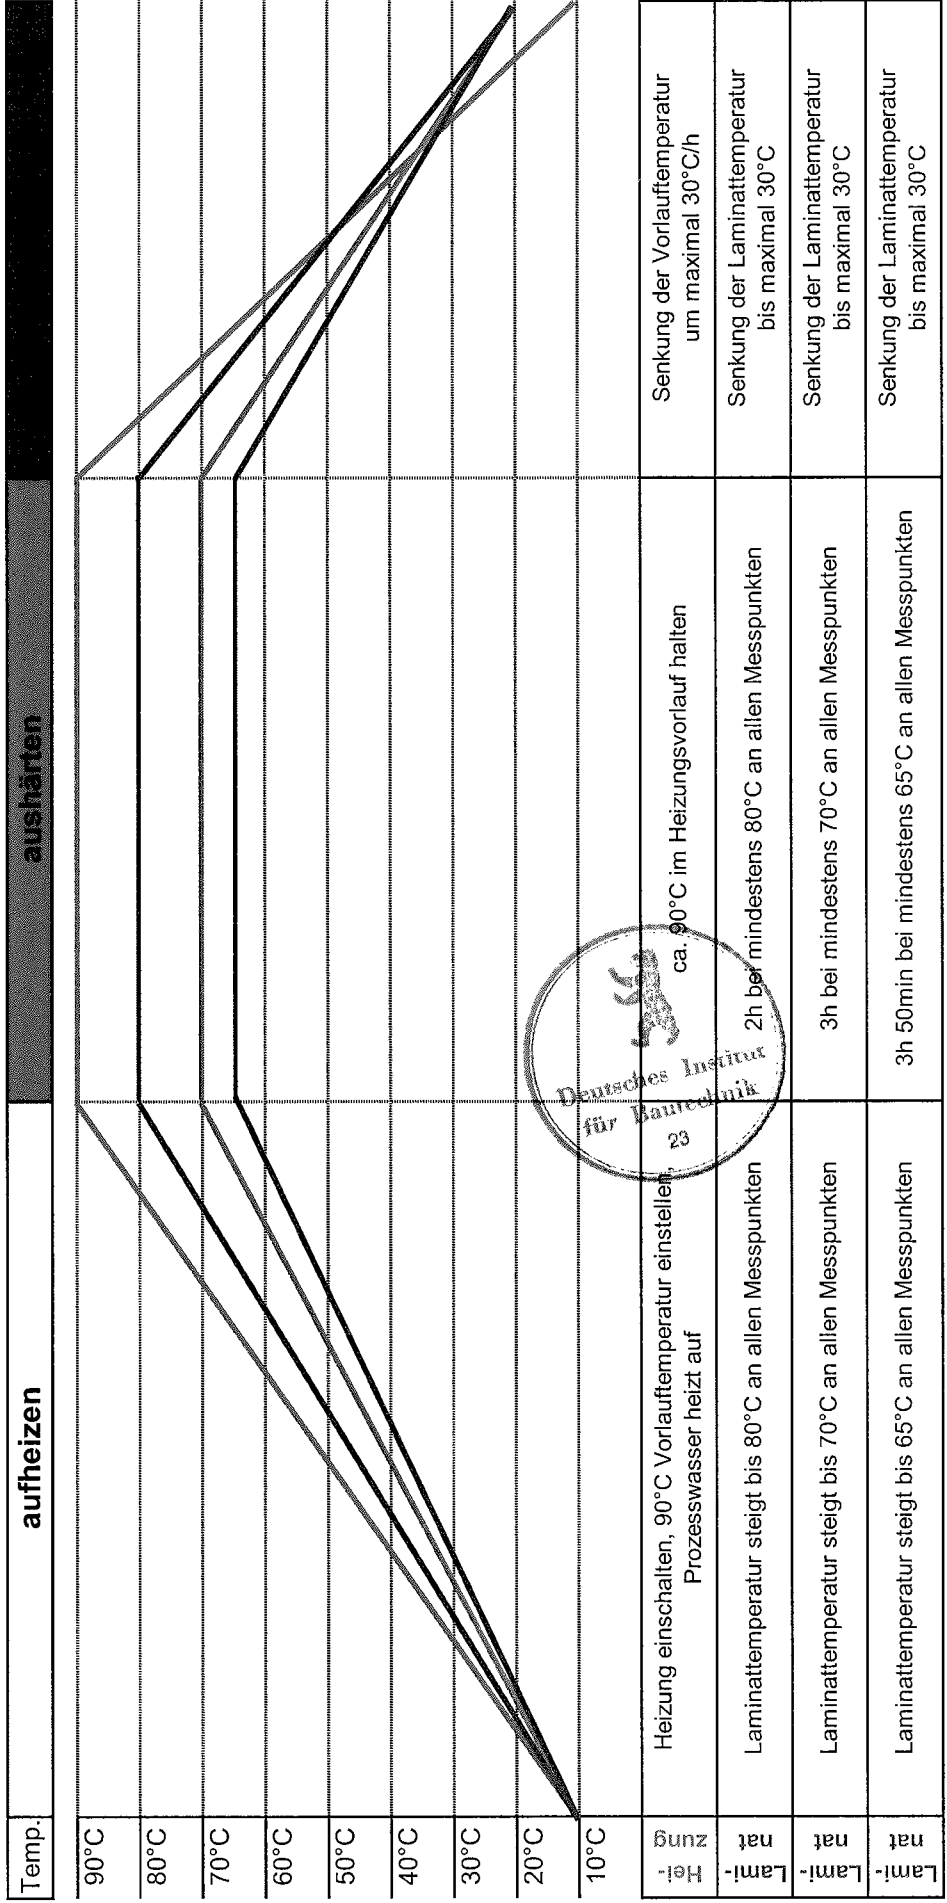 Temp.
aufheizen
aushärten
90°C
80°C
70°C
60°C
50°C
40°C
30°C
20°C
10°C
Hei-
zung
Heizung einschalten, 90°C Vorlauftemperatur einstellen,
Prozesswasser heizt auf
ca. 90°C im Heizungsvorlauf halten
Senkung der Vorlauftemperatur
um maximal 30°C/h
Lami-
nat
Laminattemperatur steigt bis 80°C an allen Messpunkten
2h bei mindestens 80°C an allen Messpunkten
Senkung der Laminattemperatur
bis maximal 30°C
Lami-
nat
Laminattemperatur steigt bis 70°C an allen Messpunkten
3h bei mindestens 70°C an allen Messpunkten
Senkung der Laminattemperatur
bis maximal 30°C
Lami-
nat
Laminattemperatur steigt bis 65°C an allen Messpunkten
3h 50min bei mindestens 65°C an allen Messpunkten
Senkung der Laminattemperatur
bis maximal 30°C
Deutsches Institut
für Bautechnik
23